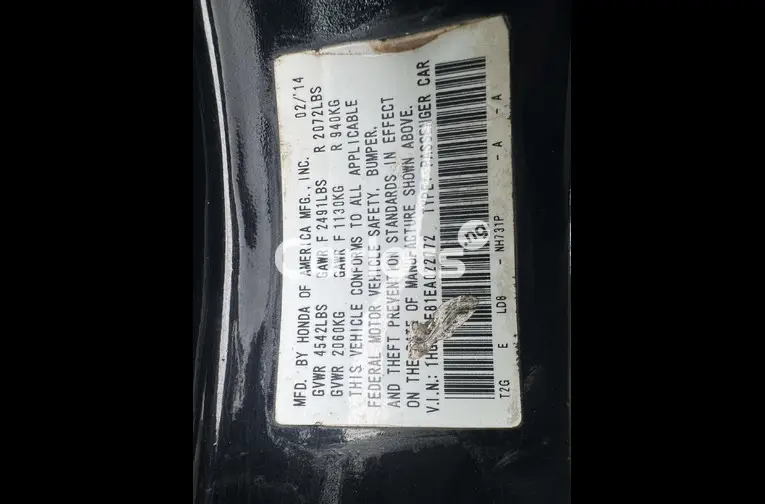 MFD. BY HONDA OF AMERICA MFG., INC. 02/'14
GVWR 4542LBS GAWR F 2491LBS R 2072LBS
GVWR 2060KG GAWR F 1130KG R 940KG
THIS VEHICLE CONFORMS TO ALL APPLICABLE
FEDERAL MOTOR VEHICLE SAFETY, BUMPER,
AND THEFT PREVENTION STANDARDS IN EFFECT
ON THE DATE OF MANUFACTURE SHOWN ABOVE.
V.I.N.: TYPE: PASSENGER CAR
T2G E LD8 - NH731P - A - A
.ng